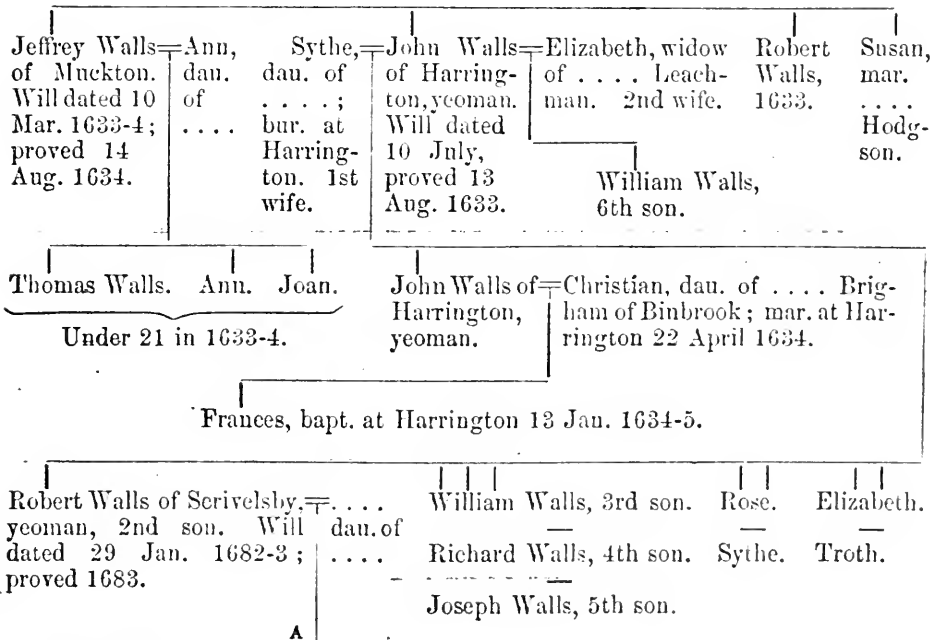 Jeffrey Walls=Ann,
of Muckton. dau.
Will dated 10 of
Mar. 1633-4; ....
proved 14
Aug. 1634.
Sythe,=John Walls=Elizabeth, widow
dau. of
....;
bur. at
Harring-
ton. 1st
wife.
of Harring-
ton, yeoman.
Will dated
10 July,
proved 13
Aug. 1633.
of .... Leach-
man. 2nd wife.
William Walls,
6th son.
Robert
Walls,
1633.
Susan,
mar.
....
Hodg-
son.
Thomas Walls. Ann. Joan.
Under 21 in 1633-4.
John Walls of=Christian, dau. of .... Brig-
Harrington, ham of Binbrook; mar. at Har-
yeoman. rington 22 April 1634.
Frances, bapt. at Harrington 13 Jan. 1634-5.
Robert Walls of Scrivelsby,=....
yeoman, 2nd son. Will dau. of
dated 29 Jan. 1682-3; ....
proved 1683.
A
William Walls, 3rd son. Rose. Elizabeth.
— — —
Richard Walls, 4th son. Sythe. Troth.
—
Joseph Walls, 5th son.